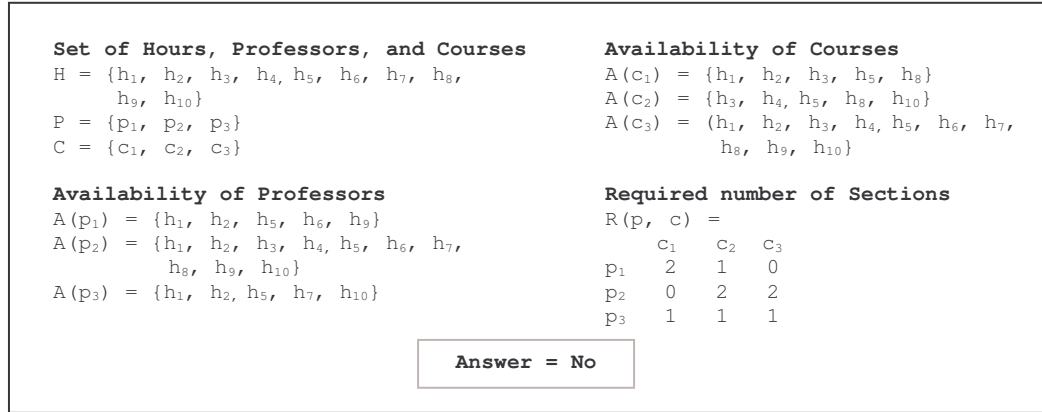 Set of Hours, Professors, and Courses
H = {h₁, h₂, h₃, h₄, h₅, h₆, h₇, h₈,
h₉, h₁₀}
P = {p₁, p₂, p₃}
C = {c₁, c₂, c₃}
Availability of Courses
A(c₁) = {h₁, h₂, h₃, h₅, h₈}
A(c₂) = {h₃, h₄, h₅, h₈, h₁₀}
A(c₃) = (h₁, h₂, h₃, h₄, h₅, h₆, h₇,
h₈, h₉, h₁₀}
Availability of Professors
A(p₁) = {h₁, h₂, h₅, h₆, h₉}
A(p₂) = {h₁, h₂, h₃, h₄, h₅, h₆, h₇,
h₈, h₉, h₁₀}
A(p₃) = {h₁, h₂, h₅, h₇, h₁₀}
Required number of Sections
R(p, c) =
c₁ c₂ c₃
p₁ 2 1 0
p₂ 0 2 2
p₃ 1 1 1
Answer = No